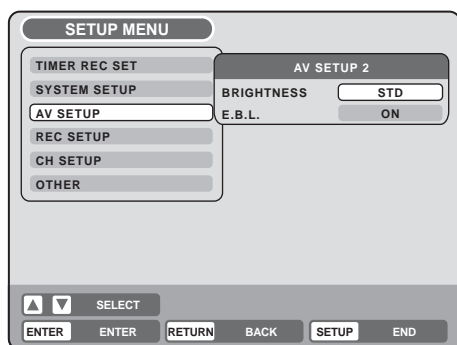 SETUP MENU
TIMER REC SET
SYSTEM SETUP
AV SETUP
REC SETUP
CH SETUP
OTHER
AV SETUP 2
BRIGHTNESS STD
E.B.L. ON
▲ ▼ SELECT
ENTER ENTER RETURN BACK SETUP END